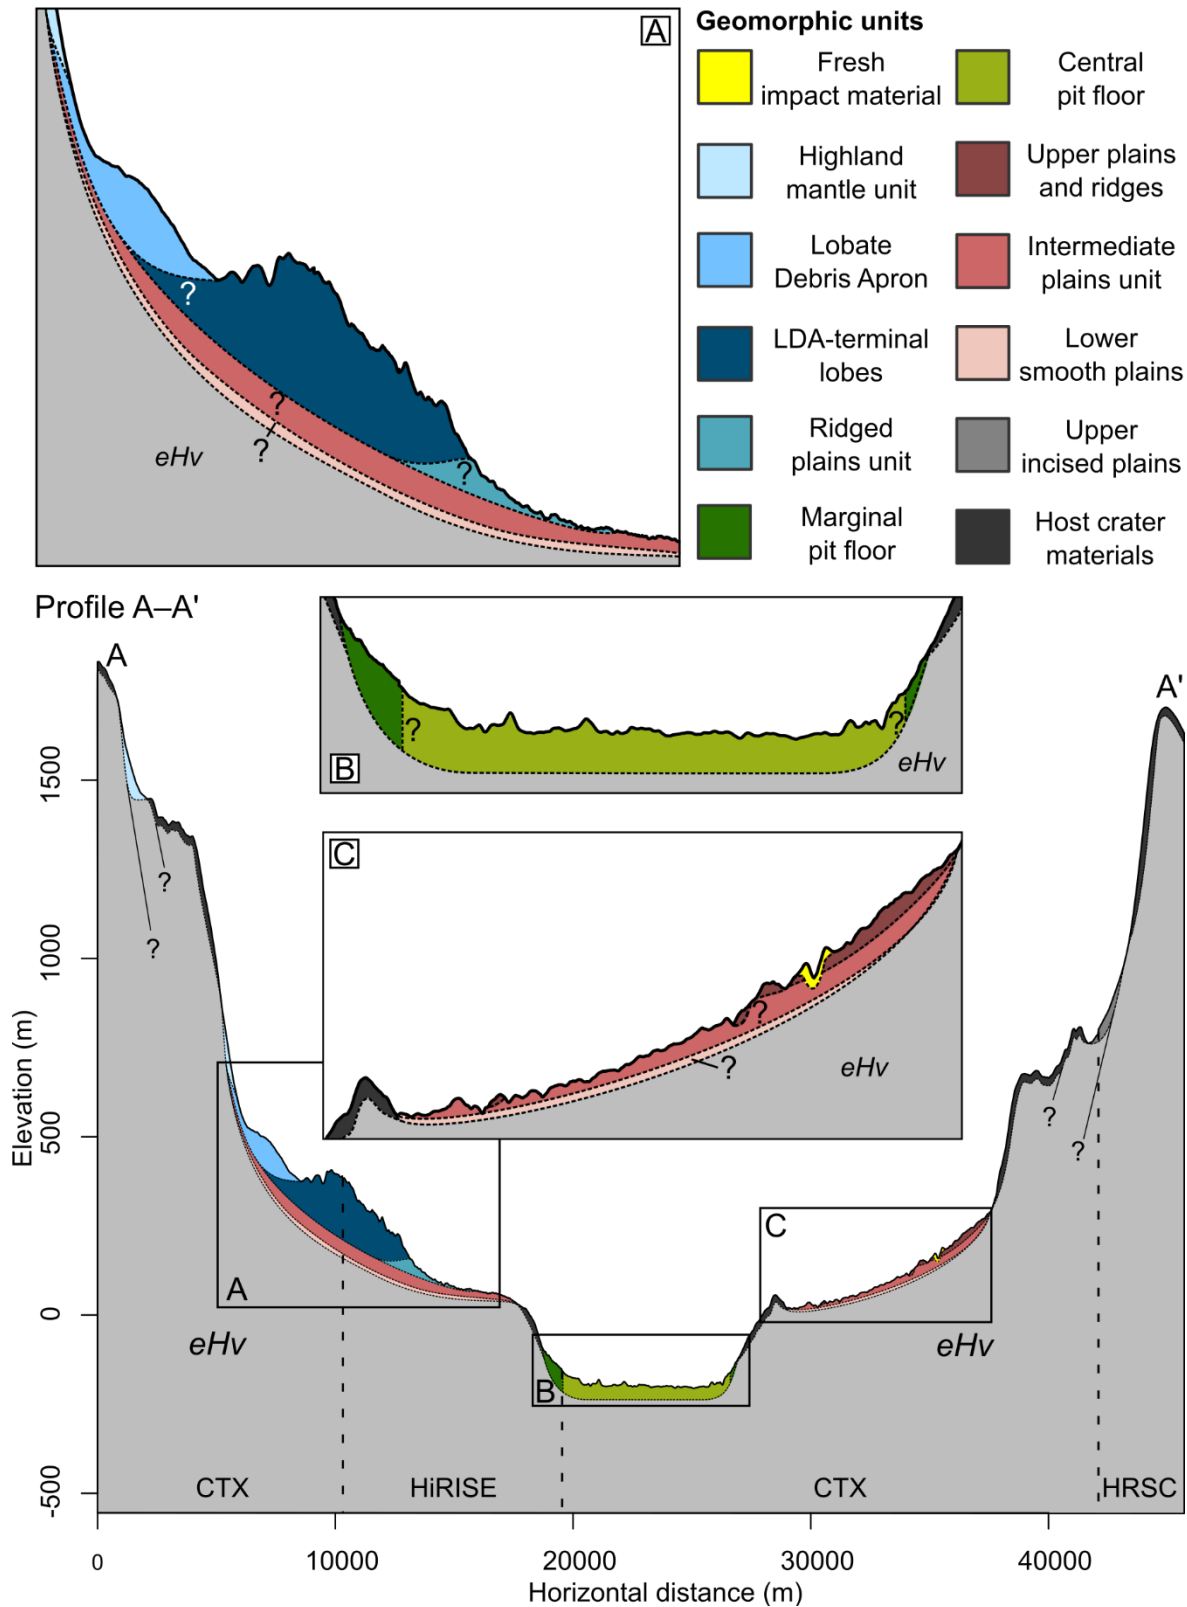 A
?
?
?
?
eHv
Geomorphic units
Fresh
impact material
Highland
mantle unit
Lobate
Debris Apron
LDA-terminal
lobes
Ridged
plains unit
Marginal
pit floor
Central
pit floor
Upper plains
and ridges
Intermediate
plains unit
Lower
smooth plains
Upper
incised plains
Host crater
materials
Profile A–A'
A
A'
?
?
B
eHv
C
?
?
eHv
?
?
?
?
A
B
C
eHv
eHv
CTX
HiRISE
CTX
HRSC
Elevation (m)
1500
1000
500
0
-500
0
10000
20000
30000
40000
Horizontal distance (m)